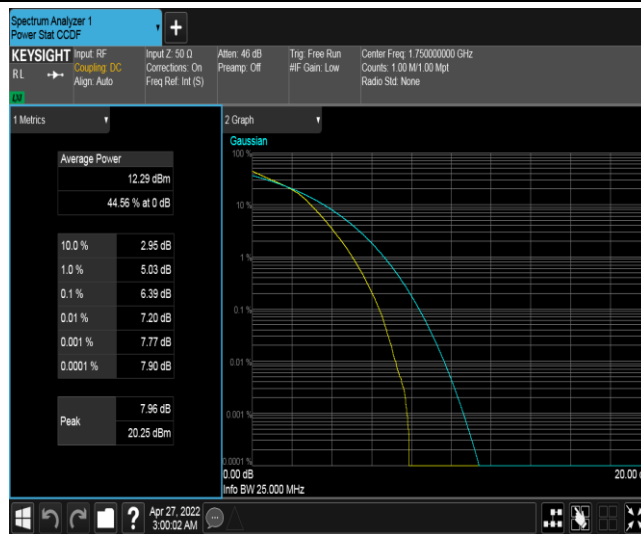 Spectrum Analyzer 1
Power Stat CCDF
KEYSIGHT
RL
Input: RF
Coupling: DC
Align: Auto
Input Z: 50 Ω
Corrections: On
Freq Ref: Int (S)
Atten: 46 dB
Preamp: Off
Trig: Free Run
#IF Gain: Low
Center Freq: 1.750000000 GHz
Counts: 1.00 M/1.00 Mpt
Radio Std: None
1 Metrics
Average Power
12.29 dBm
44.56 % at 0 dB
10.0 % 2.95 dB
1.0 % 5.03 dB
0.1 % 6.39 dB
0.01 % 7.20 dB
0.001 % 7.77 dB
0.0001 % 7.90 dB
Peak
7.96 dB
20.25 dBm
2 Graph
Gaussian
100 %
10 %
1 %
0.1 %
0.01 %
0.001 %
0.0001 %
0.00 dB
20.00
Info BW 25.000 MHz
?
Apr 27, 2022
3:00:02 AM